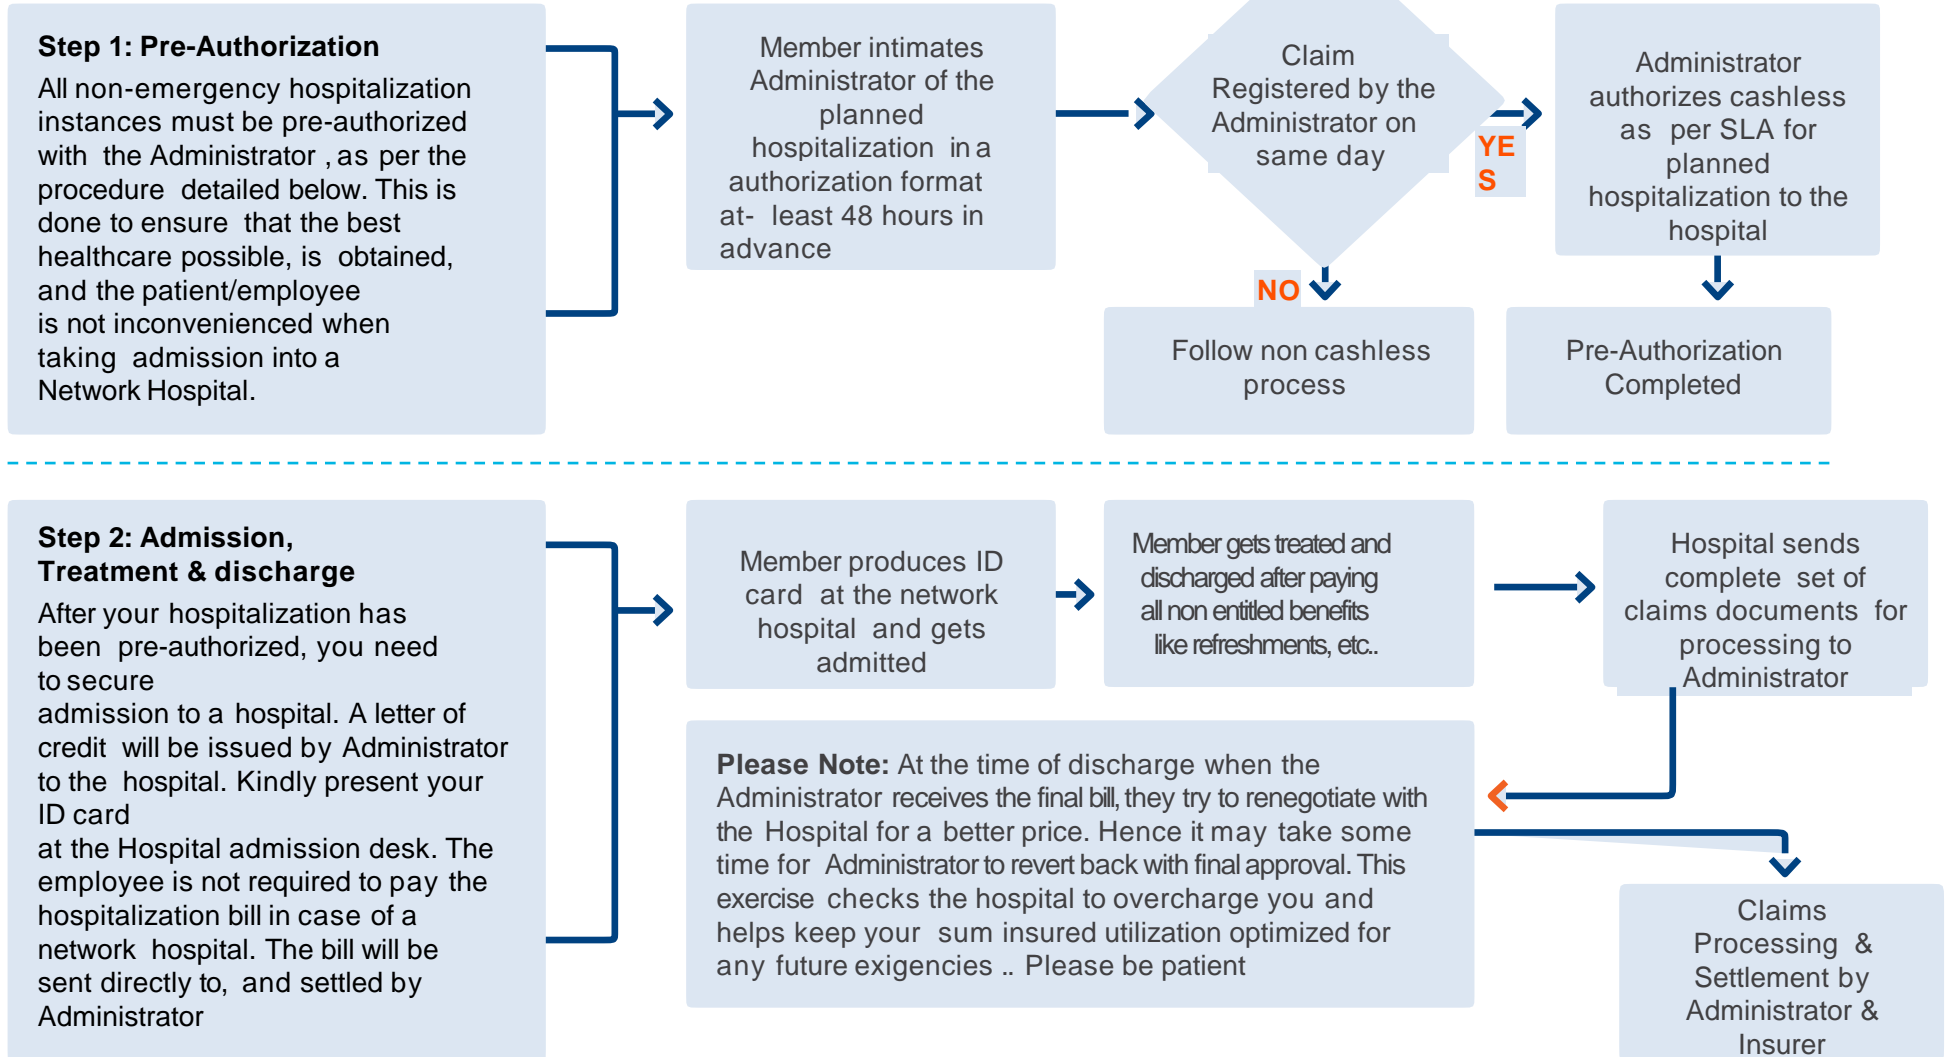 Step 1: Pre-Authorization
All non-emergency hospitalization
instances must be pre-authorized
with the Administrator , as per the
procedure detailed below. This is
done to ensure that the best
healthcare possible, is obtained,
and the patient/employee
is not inconvenienced when
taking admission into a
Network Hospital.
Member intimates
Administrator of the
planned
hospitalization in a
authorization format
at- least 48 hours in
advance
Claim
Registered by the
Administrator on
same day
YE
S
NO
Administrator
authorizes cashless
as per SLA for
planned
hospitalization to the
hospital
Follow non cashless
process
Pre-Authorization
Completed
Step 2: Admission,
Treatment & discharge
After your hospitalization has
been pre-authorized, you need
to secure
admission to a hospital. A letter of
credit will be issued by Administrator
to the hospital. Kindly present your
ID card
at the Hospital admission desk. The
employee is not required to pay the
hospitalization bill in case of a
network hospital. The bill will be
sent directly to, and settled by
Administrator
Member produces ID
card at the network
hospital and gets
admitted
Member gets treated and
discharged after paying
all non entitled benefits
like refreshments, etc..
Hospital sends
complete set of
claims documents for
processing to
Administrator
Please Note: At the time of discharge when the
Administrator receives the final bill, they try to renegotiate with
the Hospital for a better price. Hence it may take some
time for Administrator to revert back with final approval. This
exercise checks the hospital to overcharge you and
helps keep your sum insured utilization optimized for
any future exigencies .. Please be patient
Claims
Processing &
Settlement by
Administrator &
Insurer